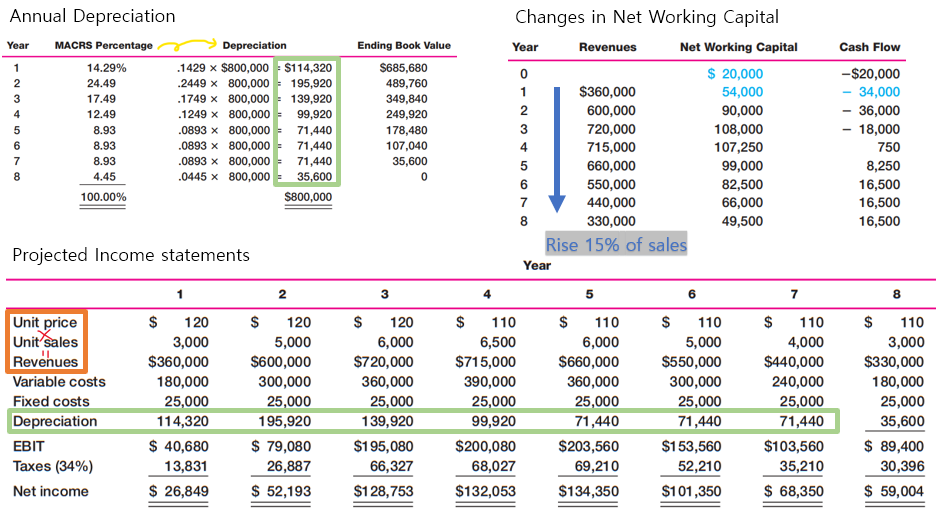 Annual Depreciation
Year MACRS Percentage Depreciation Ending Book Value
1 14.29% .1429 × $800,000 = $114,320 $685,680
2 24.49 .2449 × 800,000 = 195,920 489,760
3 17.49 .1749 × 800,000 = 139,920 349,840
4 12.49 .1249 × 800,000 = 99,920 249,920
5 8.93 .0893 × 800,000 = 71,440 178,480
6 8.93 .0893 × 800,000 = 71,440 107,040
7 8.93 .0893 × 800,000 = 71,440 35,600
8 4.45 .0445 × 800,000 = 35,600 0
100.00% $800,000
Changes in Net Working Capital
Year Revenues Net Working Capital Cash Flow
0 $ 20,000 −$20,000
1 $360,000 54,000 − 34,000
2 600,000 90,000 − 36,000
3 720,000 108,000 − 18,000
4 715,000 107,250 750
5 660,000 99,000 8,250
6 550,000 82,500 16,500
7 440,000 66,000 16,500
8 330,000 49,500 16,500
Rise 15% of sales
Projected Income statements
Year
1 2 3 4 5 6 7 8
Unit price $ 120 $ 120 $ 120 $ 110 $ 110 $ 110 $ 110 $ 110
×
Unit sales 3,000 5,000 6,000 6,500 6,000 5,000 4,000 3,000
=
Revenues $360,000 $600,000 $720,000 $715,000 $660,000 $550,000 $440,000 $330,000
Variable costs 180,000 300,000 360,000 390,000 360,000 300,000 240,000 180,000
Fixed costs 25,000 25,000 25,000 25,000 25,000 25,000 25,000 25,000
Depreciation 114,320 195,920 139,920 99,920 71,440 71,440 71,440 35,600
EBIT $ 40,680 $ 79,080 $195,080 $200,080 $203,560 $153,560 $103,560 $ 89,400
Taxes (34%) 13,831 26,887 66,327 68,027 69,210 52,210 35,210 30,396
Net income $ 26,849 $ 52,193 $128,753 $132,053 $134,350 $101,350 $ 68,350 $ 59,004